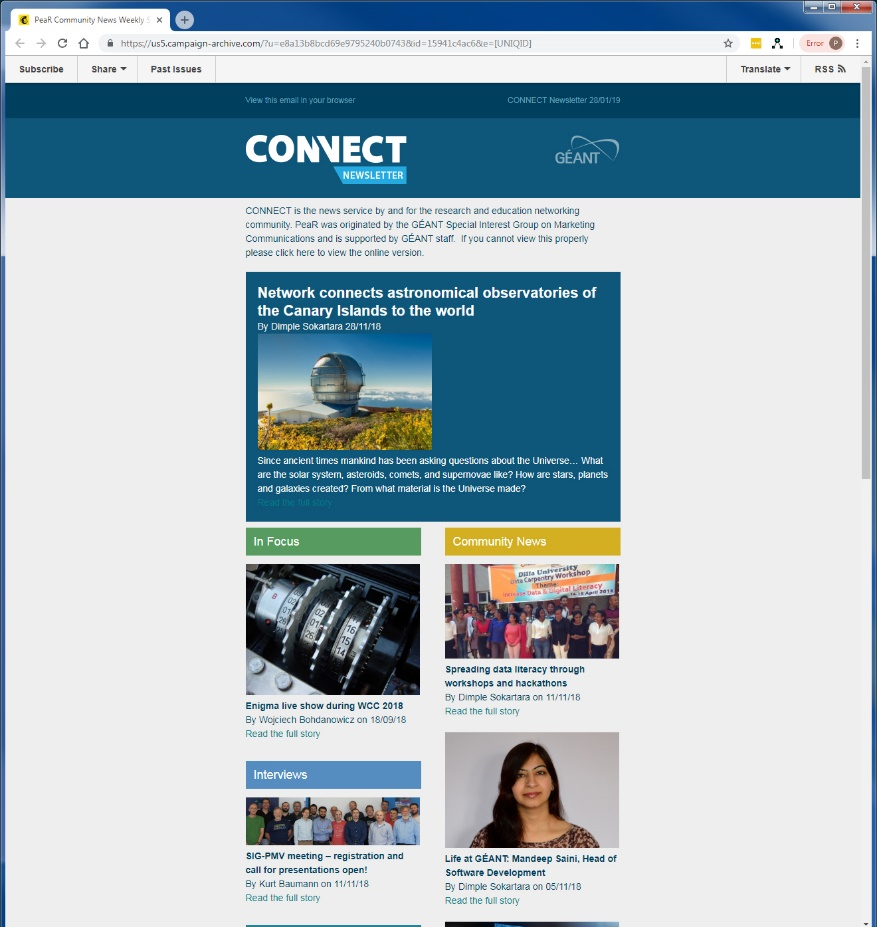 PeaR Community News Weekly
https://us5.campaign-archive.com/?u=e8a13b8bcd69e9795240b0743&id=15941c4ac6&e=[UNIQID]
Error P
Subscribe Share Past Issues Translate RSS
View this email in your browser CONNECT Newsletter 28/01/19
CONNECT
NEWSLETTER
GÉANT
CONNECT is the news service by and for the research and education networking
community. PeaR was originated by the GÉANT Special Interest Group on Marketing
Communications and is supported by GÉANT staff. If you cannot view this properly
please click here to view the online version.
Network connects astronomical observatories of
the Canary Islands to the world
By Dimple Sokartara 28/11/18
Since ancient times mankind has been asking questions about the Universe… What
are the solar system, asteroids, comets, and supernovae like? How are stars, planets
and galaxies created? From what material is the Universe made?
Read the full story
In Focus
Enigma live show during WCC 2018
By Wojciech Bohdanowicz on 18/09/18
Read the full story
Interviews
SIG-PMV meeting – registration and
call for presentations open!
By Kurt Baumann on 11/11/18
Read the full story
Community News
Dilla University
Data Carpentry Workshop
Theme:
Data & Digital Literacy
April 2018
Spreading data literacy through
workshops and hackathons
By Dimple Sokartara on 11/11/18
Read the full story
Life at GÉANT: Mandeep Saini, Head of
Software Development
By Dimple Sokartara on 05/11/18
Read the full story